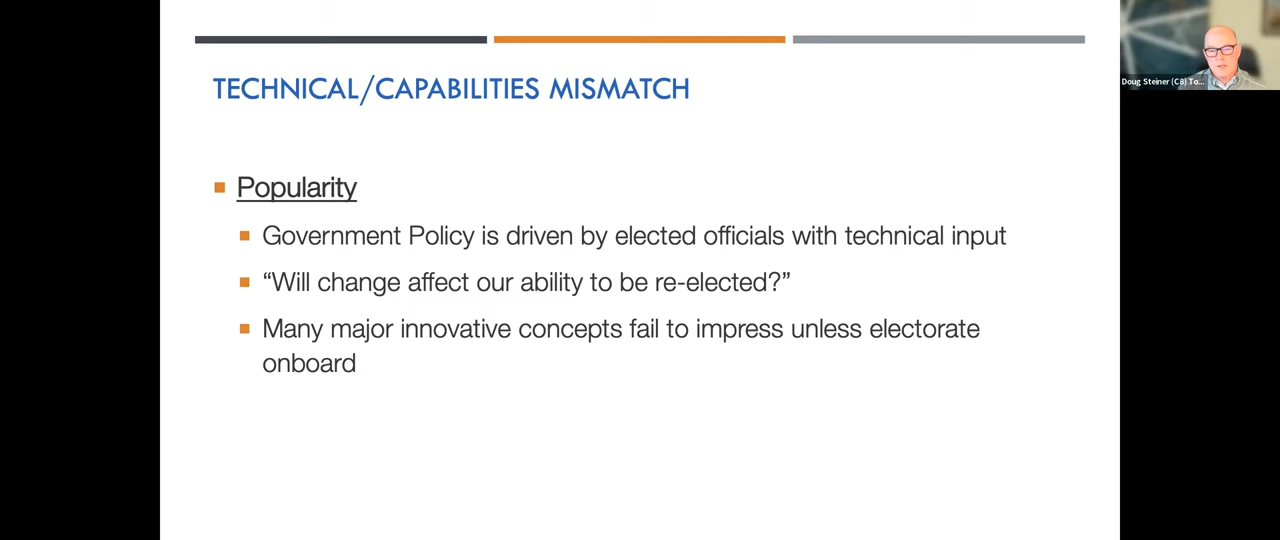 TECHNICAL/CAPABILITIES MISMATCH
Popularity
Government Policy is driven by elected officials with technical input
“Will change affect our ability to be re-elected?”
Many major innovative concepts fail to impress unless electorate
onboard
Doug Steiner (C8) To...